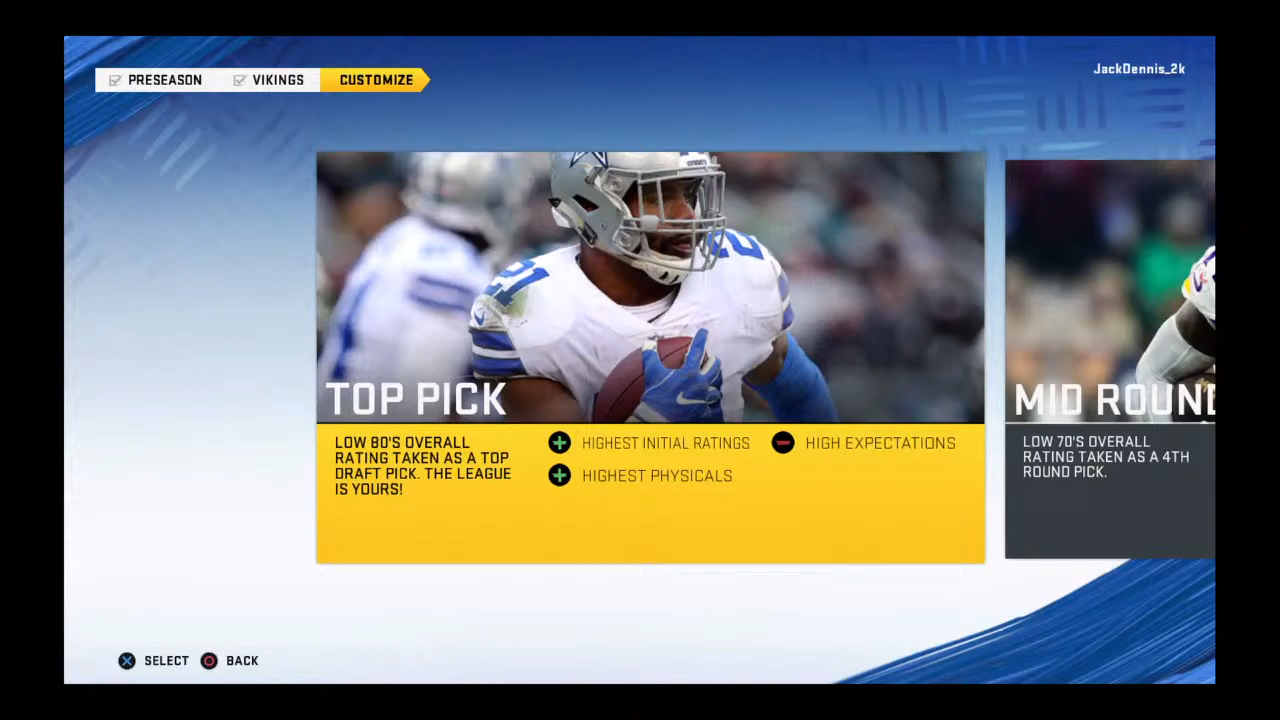 PRESEASON
VIKINGS
CUSTOMIZE
JackDennis_2k
21
2
TOP PICK
LOW 80'S OVERALL
RATING TAKEN AS A TOP
DRAFT PICK. THE LEAGUE
IS YOURS!
HIGHEST INITIAL RATINGS
HIGHEST PHYSICALS
HIGH EXPECTATIONS
MID ROUN
LOW 70'S OVERALL
RATING TAKEN AS A 4TH
ROUND PICK.
SELECT
BACK